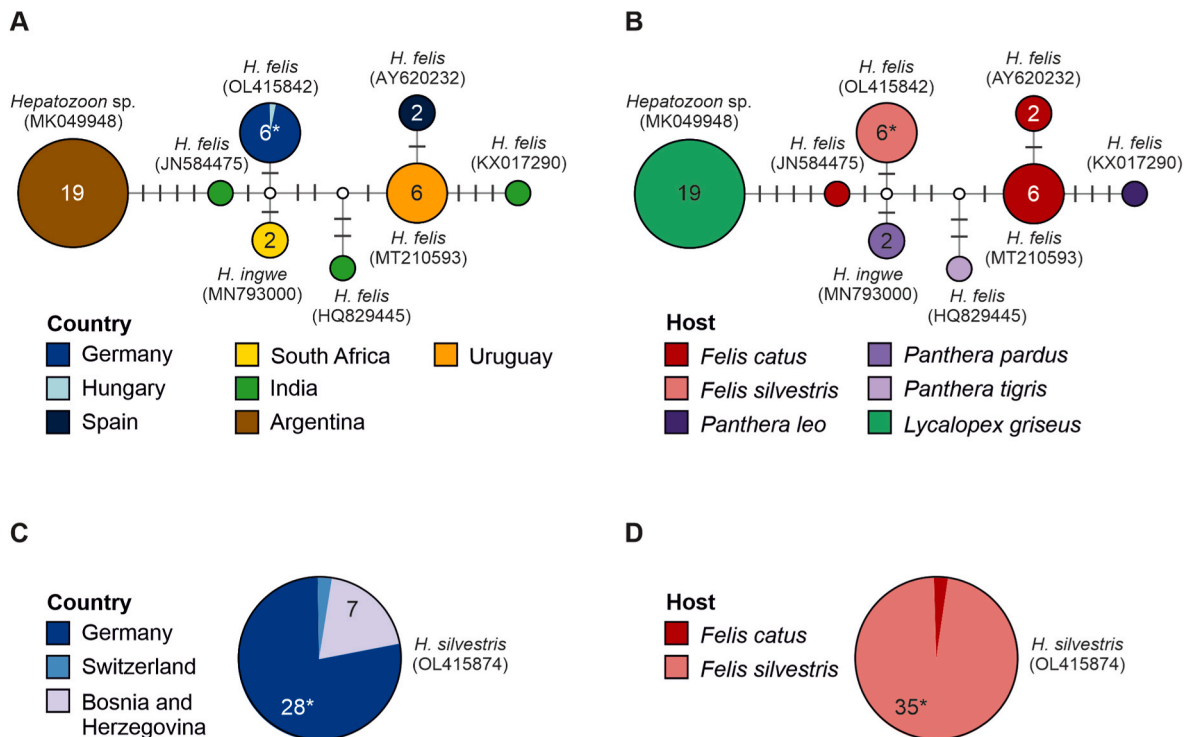 A
H. felis
(OL415842)
H. felis
(AY620232)
Hepatozoon sp.
(MK049948)
H. felis
(JN584475)
H. felis
(KX017290)
19
6*
2
6
2
H. ingwe
(MN793000)
H. felis
(MT210593)
H. felis
(HQ829445)
Country
Germany
Hungary
Spain
South Africa
India
Argentina
Uruguay
B
H. felis
(OL415842)
H. felis
(AY620232)
Hepatozoon sp.
(MK049948)
H. felis
(JN584475)
H. felis
(KX017290)
19
6*
2
6
2
H. ingwe
(MN793000)
H. felis
(MT210593)
H. felis
(HQ829445)
Host
Felis catus
Felis silvestris
Panthera leo
Panthera pardus
Panthera tigris
Lycalopex griseus
C
Country
Germany
Switzerland
Bosnia and
Herzegovina
7
28*
H. silvestris
(OL415874)
D
Host
Felis catus
Felis silvestris
35*
H. silvestris
(OL415874)